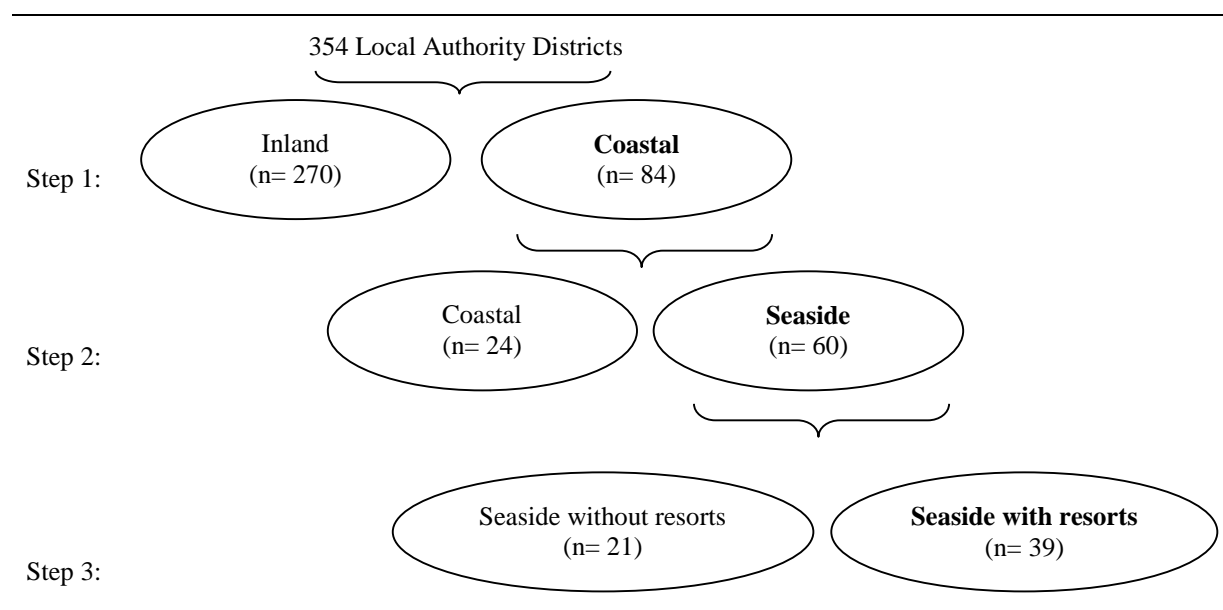 354 Local Authority Districts
Inland
(n= 270)
Coastal
(n= 84)
Step 1:
Coastal
(n= 24)
Seaside
(n= 60)
Step 2:
Seaside without resorts
(n= 21)
Seaside with resorts
(n= 39)
Step 3: